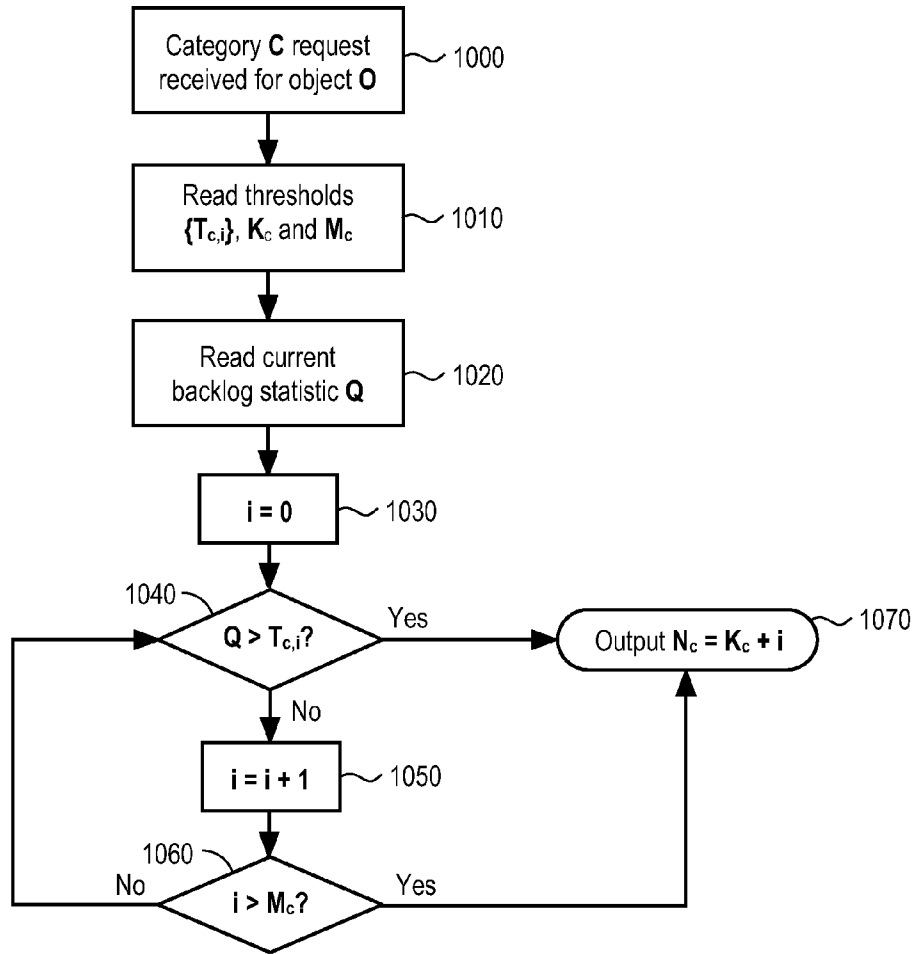 Category C request
received for object O
1000
Read thresholds
{Tc,i}, Kc and Mc
1010
Read current
backlog statistic Q
1020
i = 0
1030
1040
Q > Tc,i?
Yes
Output Nc = Kc + i
1070
No
i = i + 1
1050
1060
No
i > Mc?
Yes